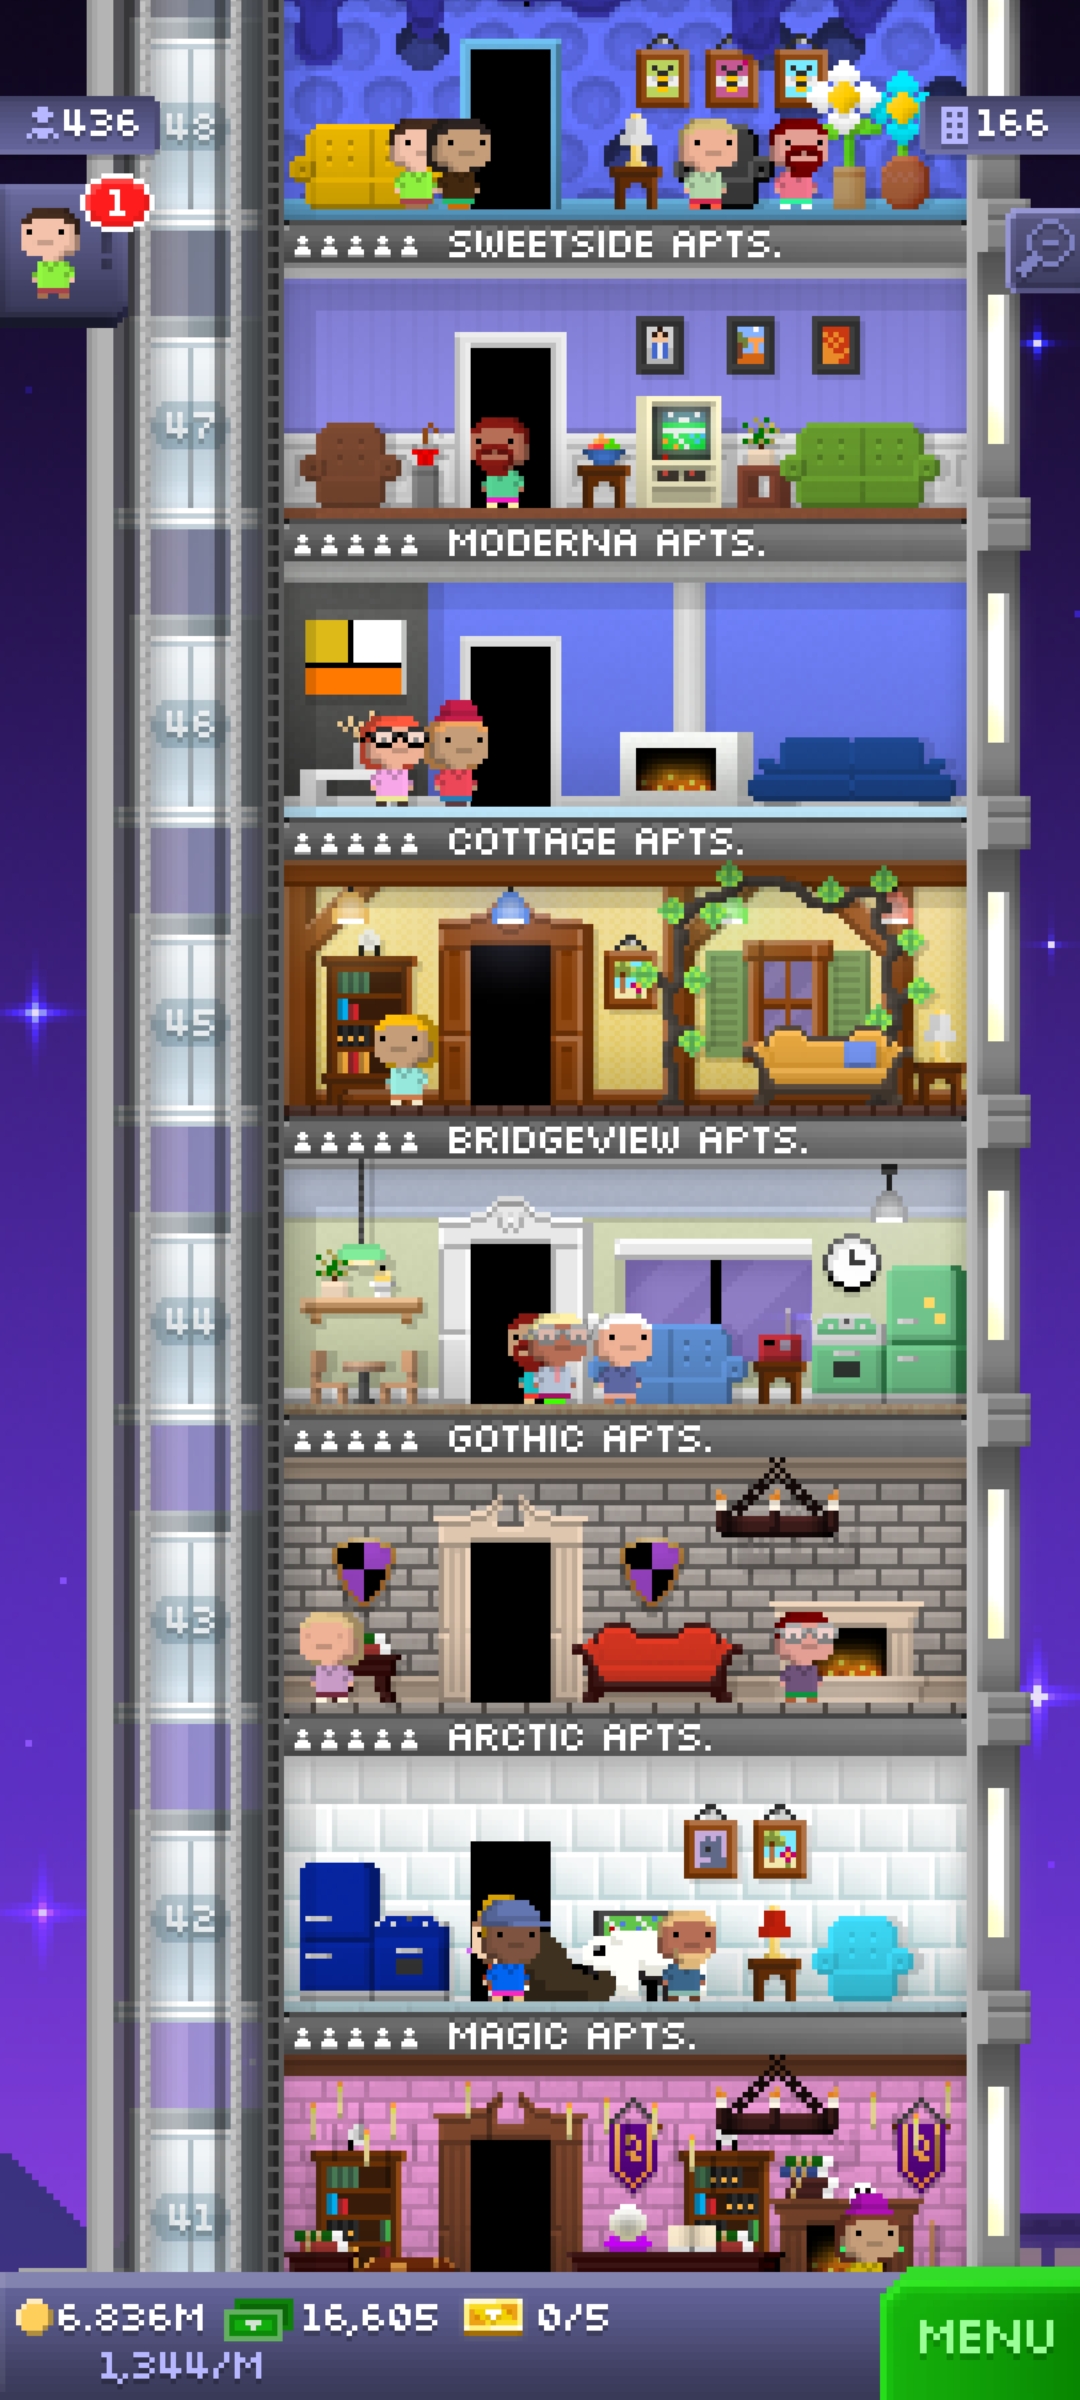 436
48
166
1
SWEETSIDE APTS.
47
MODERNA APTS.
46
COTTAGE APTS.
45
BRIDGEVIEW APTS.
44
GOTHIC APTS.
43
ARCTIC APTS.
42
MAGIC APTS.
41
6.836M 16,605 0/5
1,344/M
MENU